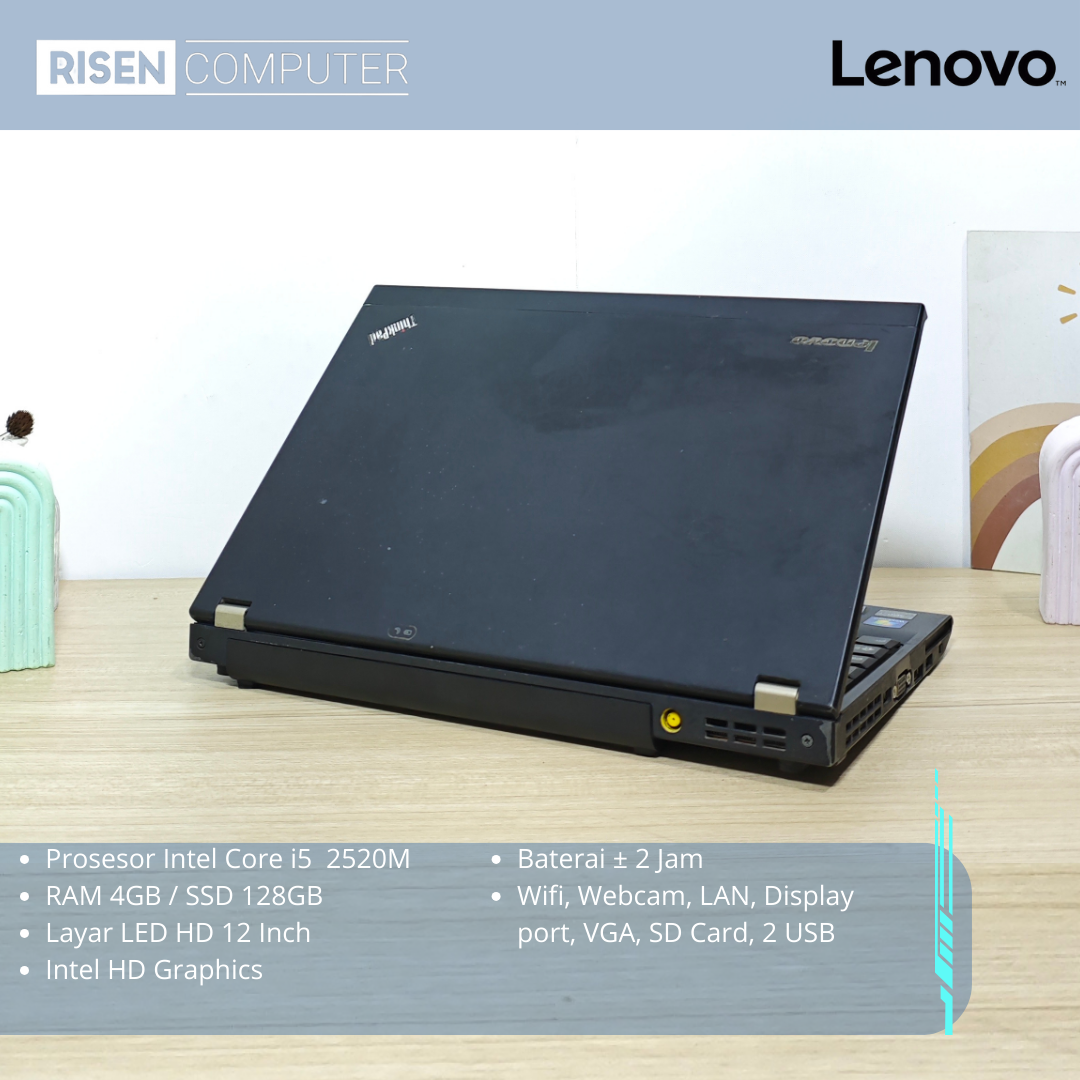 RISEN COMPUTER
Lenovo™
ThinkPad
lenovo
Prosesor Intel Core i5 2520M
RAM 4GB / SSD 128GB
Layar LED HD 12 Inch
Intel HD Graphics
Baterai ± 2 Jam
Wifi, Webcam, LAN, Display
port, VGA, SD Card, 2 USB